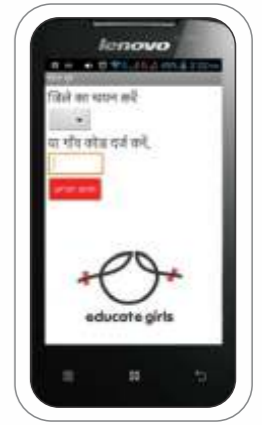 lenovo
जिले का चयन करें
या गाँव कोड दर्ज करें.
educate girls